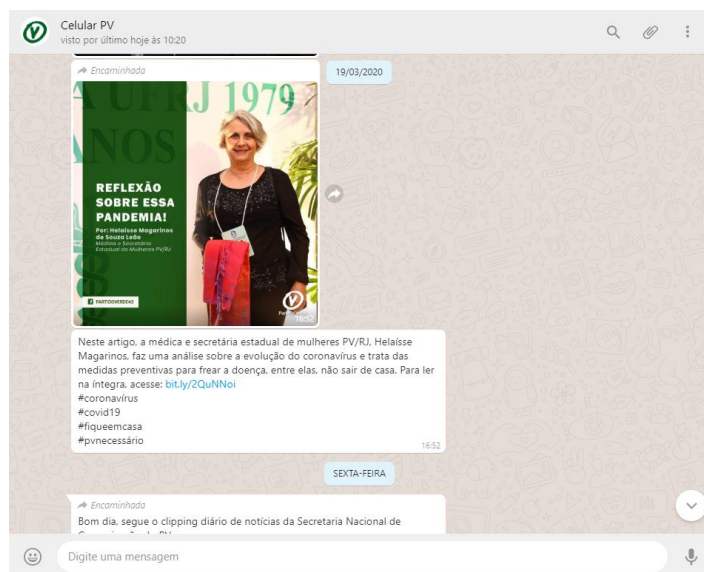 Celular PV
visto por último hoje às 10:20
Encaminhada
19/03/2020
UFRJ 1979
ANOS
REFLEXÃO
SOBRE ESSA
PANDEMIA!
Por: Helaísse Magarinos
de Souza Leão
Médica e Secretária
Estadual de Mulheres PV/RJ
PARTIDOVERDEAS
16:52
Neste artigo, a médica e secretária estadual de mulheres PV/RJ, Helaísse
Magarinos, faz uma análise sobre a evolução do coronavírus e trata das
medidas preventivas para frear a doença, entre elas, não sair de casa. Para ler
na íntegra, acesse: bit.ly/2QuNNoi
#coronavírus
#covid19
#fiqueemcasa
#pvnecessário
16:52
SEXTA-FEIRA
Encaminhada
Bom dia, segue o clipping diário de notícias da Secretaria Nacional de
Digite uma mensagem